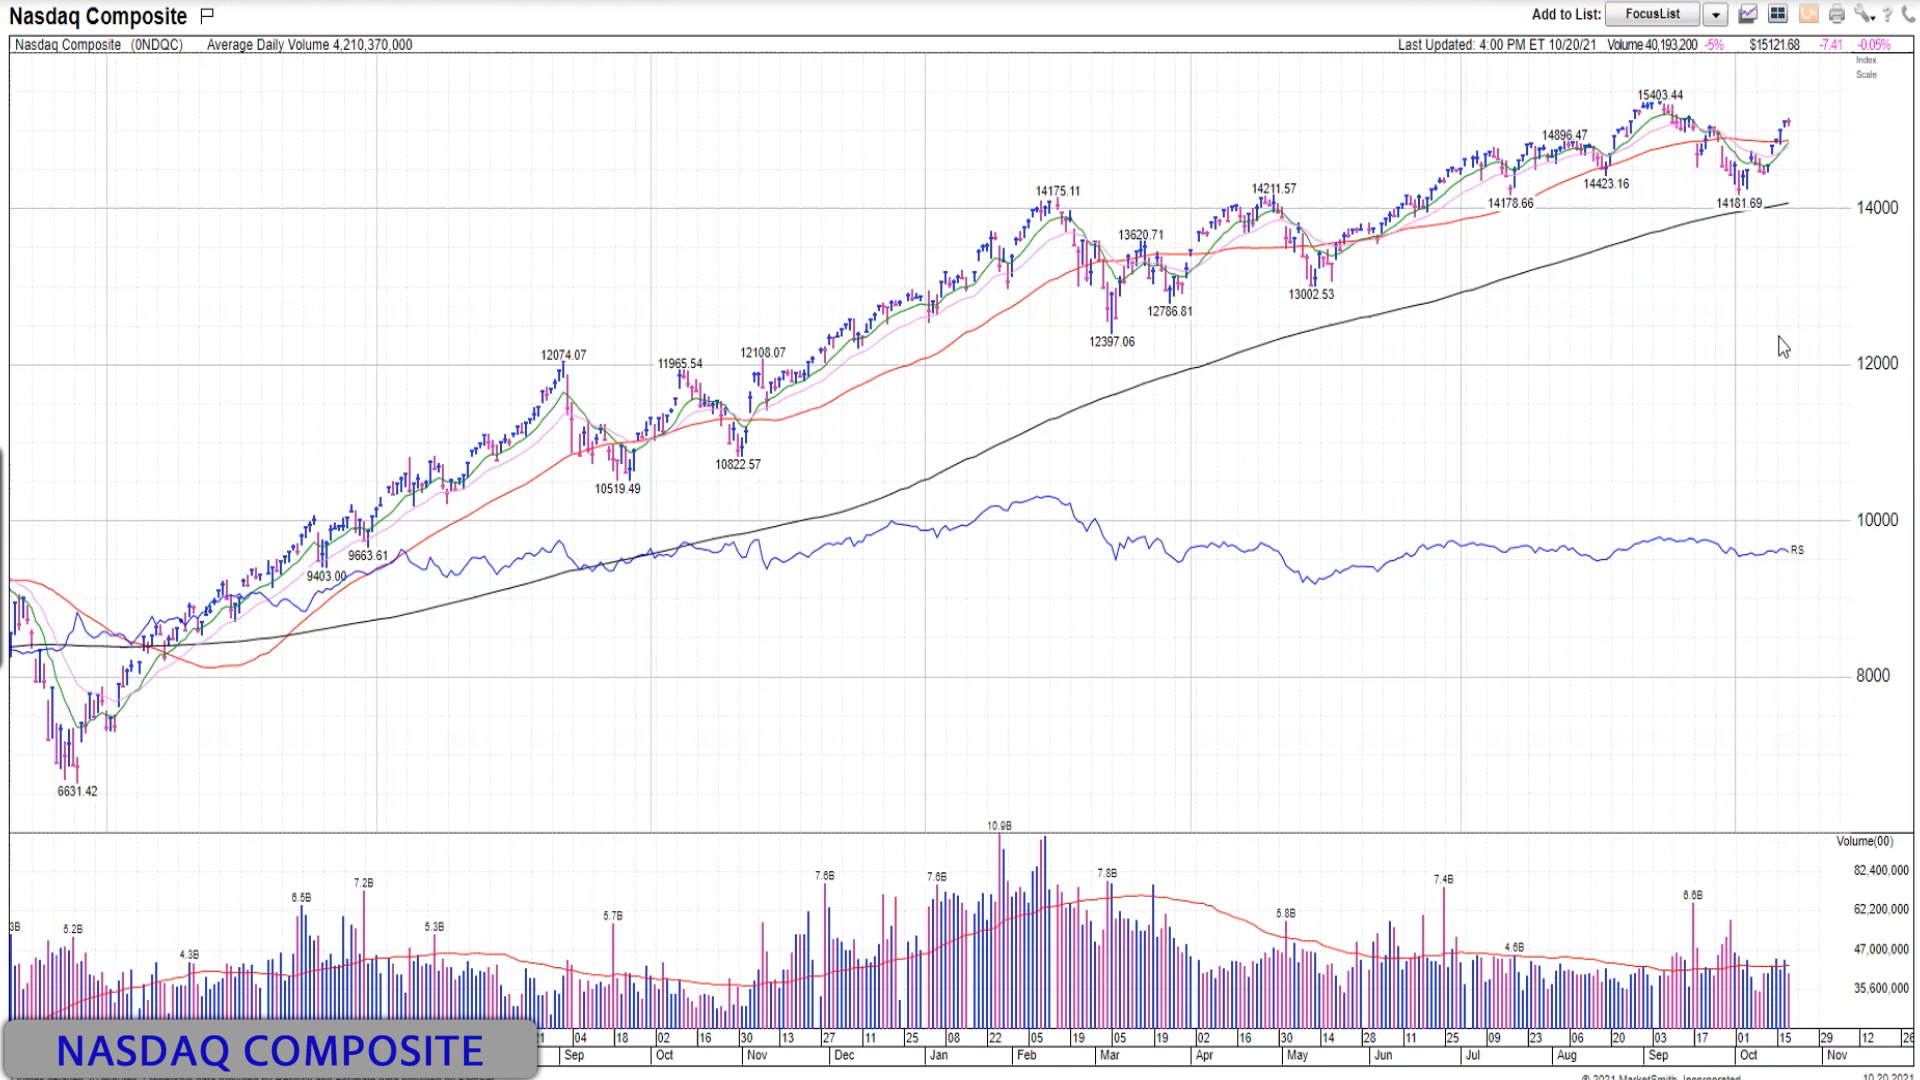 Nasdaq Composite
Add to List: FocusList
Nasdaq Composite (0NDQC) Average Daily Volume 4,210,370,000
Last Updated: 4:00 PM ET 10/20/21 Volume 40,193,200 -5% $15121.68 -7.41 -0.05%
Index
Scale
15403.44
14896.47
14175.11
14211.57
14423.16
14178.66
14181.69
14000
13620.71
13002.53
12786.81
12397.06
12074.07
11965.54
12108.07
12000
10822.57
10519.49
10000
9663.61
9403.00
RS
8000
6631.42
10.9B
Volume(00)
82,400,000
7.2B
7.6B
7.6B
7.8B
7.4B
6.5B
6.6B
62,200,000
3B
5.2B
5.3B
5.7B
5.8B
4.3B
4.6B
47,000,000
35,600,000
21 04 18 02 16 30 13 27 11 25 08 22 05 19 05 19 02 16 30 14 28 11 25 09 23 06 20 03 17 01 15 29 12 26
Sep Oct Nov Dec Jan Feb Mar Apr May Jun Jul Aug Sep Oct Nov
NASDAQ COMPOSITE
© 2021 MarketSmith, Incorporated
10.20.2021